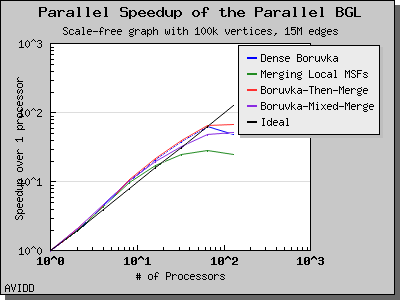 Parallel Speedup of the Parallel BGL
Scale-free graph with 100k vertices, 15M edges
10^3
10^2
10^1
10^0
Speedup over 1 processor
Dense Boruvka
Merging Local MSFs
Boruvka-Then-Merge
Boruvka-Mixed-Merge
Ideal
10^0 10^1 10^2 10^3
# of Processors
AVIDD